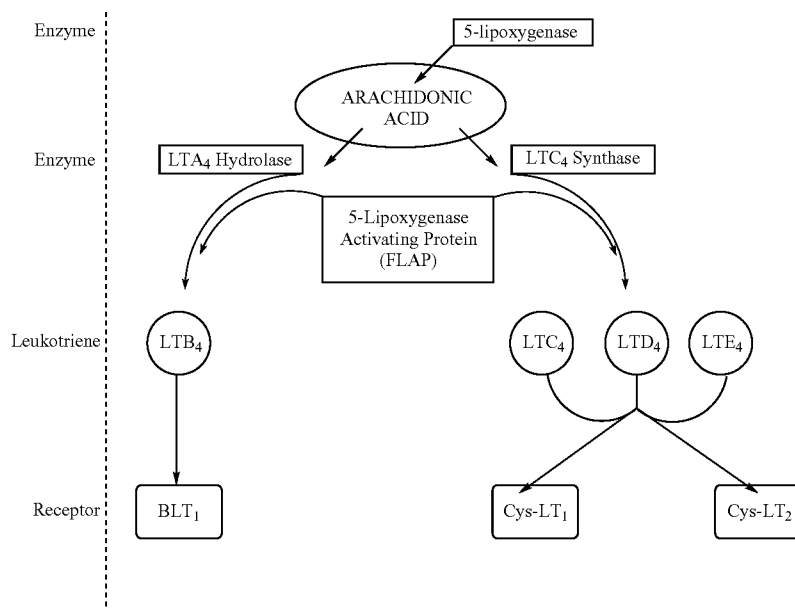 Enzyme
5-lipoxygenase
ARACHIDONIC
ACID
Enzyme
LTA4 Hydrolase
LTC4 Synthase
5-Lipoxygenase
Activating Protein
(FLAP)
Leukotriene
LTB4
LTC4
LTD4
LTE4
Receptor
BLT1
Cys-LT1
Cys-LT2